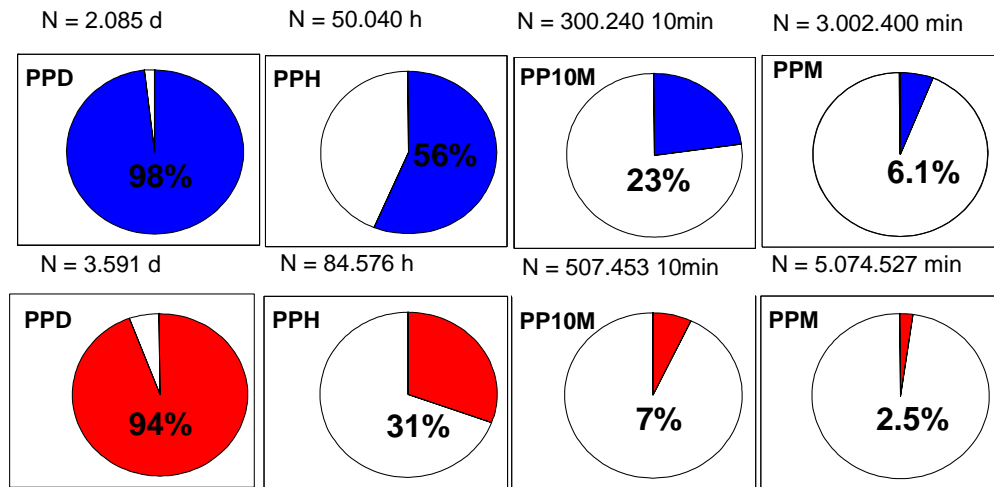 N = 2.085 d
N = 50.040 h
N = 300.240 10min
N = 3.002.400 min
PPD
98%
PPH
56%
PP10M
23%
PPM
6.1%
N = 3.591 d
N = 84.576 h
N = 507.453 10min
N = 5.074.527 min
PPD
94%
PPH
31%
PP10M
7%
PPM
2.5%